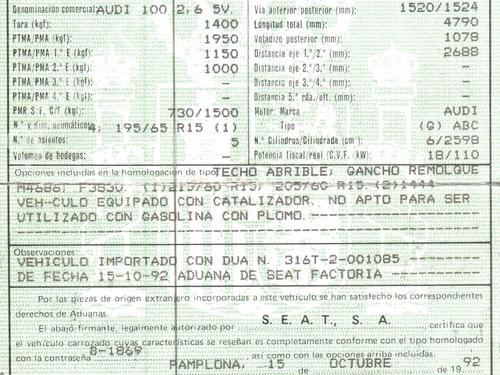 Denominación comercial: AUDI 100 2,6 5V.
Tara (kgf): 1400
PTMA/PMA (kgf): 1950
PTMA/PMA 1.º E (kgf): 1150
PTMA/PMA 2.º E (kgf): 1000
PTMA/PMA 3.º E (kgf): -
PTMA/PMA 4.º E (kgf): -
PMR S.F. C/F (kgf): 730/1500
N.º y dim. neumáticos: 4, 195/65 R15 (1)
N.º de asientos: 5
Volumen de bodegas: -
Vía anterior/posterior (mm): 1520/1524
Longitud total (mm): 4790
Voladizo posterior (mm): 1078
Distancia eje 1.º/2.º (mm): 2688
Distancia eje 2.º/3.º (mm): -
Distancia eje 3.º/4.º (mm): -
Distancia 5.ª rda./ult. (mm): -
Motor: Marca AUDI
Tipo (G) ABC
N.º Cilindros/Cilindrada (cm ): 6/2598
Potencia fiscal/real (C.V.F. kW) 18/110
Opciones incluidas en la homologación de tipo: TECHO ABRIBLE; GANCHO REMOLQUE
M46861 F3830. (1)215/60 R15, 205/60 R15.(2)1444
VEH-CULO EQUIPADO CON CATALIZADOR. NO APTO PARA SER
UTILIZADO CON GASOLINA CON PLOMO.
Observaciones:
VEHICULO IMPORTADO CON DUA N. 316T-2-001085
DE FECHA 15-10-92 ADUANA DE SEAT FACTORIA
Por las piezas de origen extranjero incorporadas a este vehículo se han satisfecho los correspondientes
derechos de Aduanas.
El abajo firmante, legalmente autorizado por S.E.A.T., S.A. , certifica que
el vehículo carrozado cuyas características se reseñan es completamente conforme con el tipo homologado
con la contraseña B-1869 , así como con las opciones arriba incluidas.
PAMPLONA, 15 de OCTUBRE de 19 92